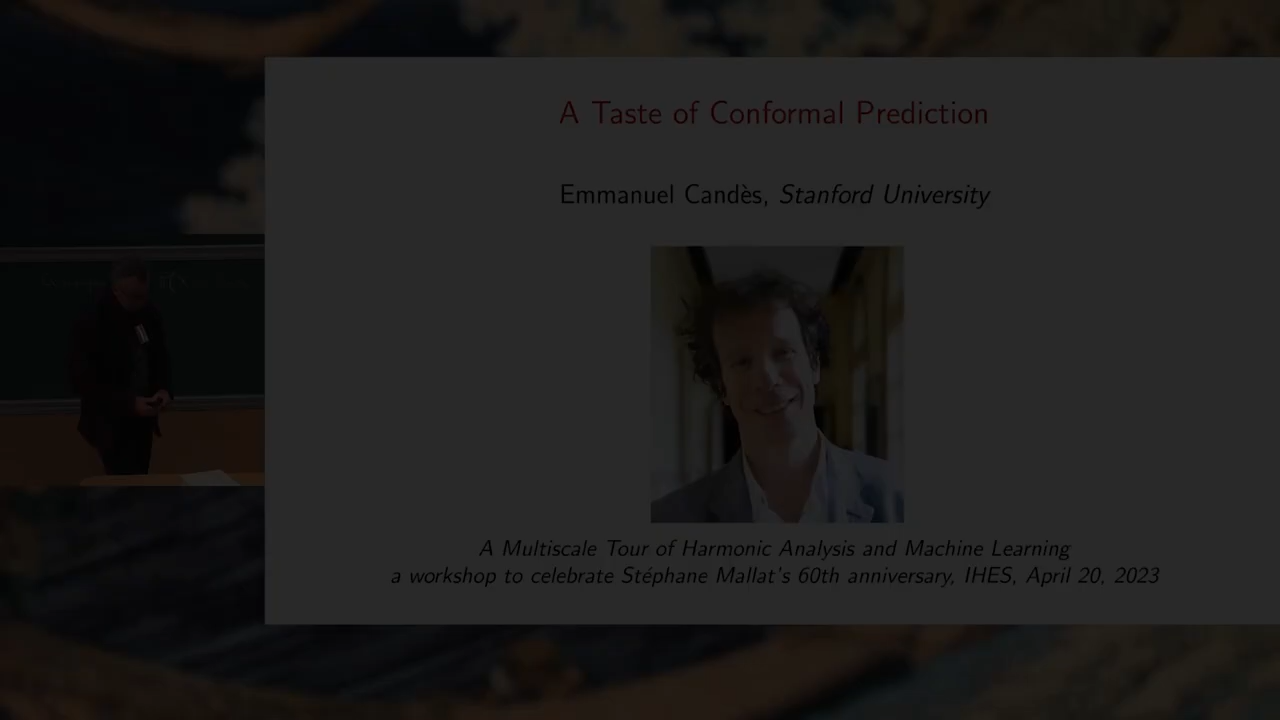 A Taste of Conformal Prediction
Emmanuel Candès, Stanford University
A Multiscale Tour of Harmonic Analysis and Machine Learning
a workshop to celebrate Stéphane Mallat's 60th anniversary, IHES, April 20, 2023